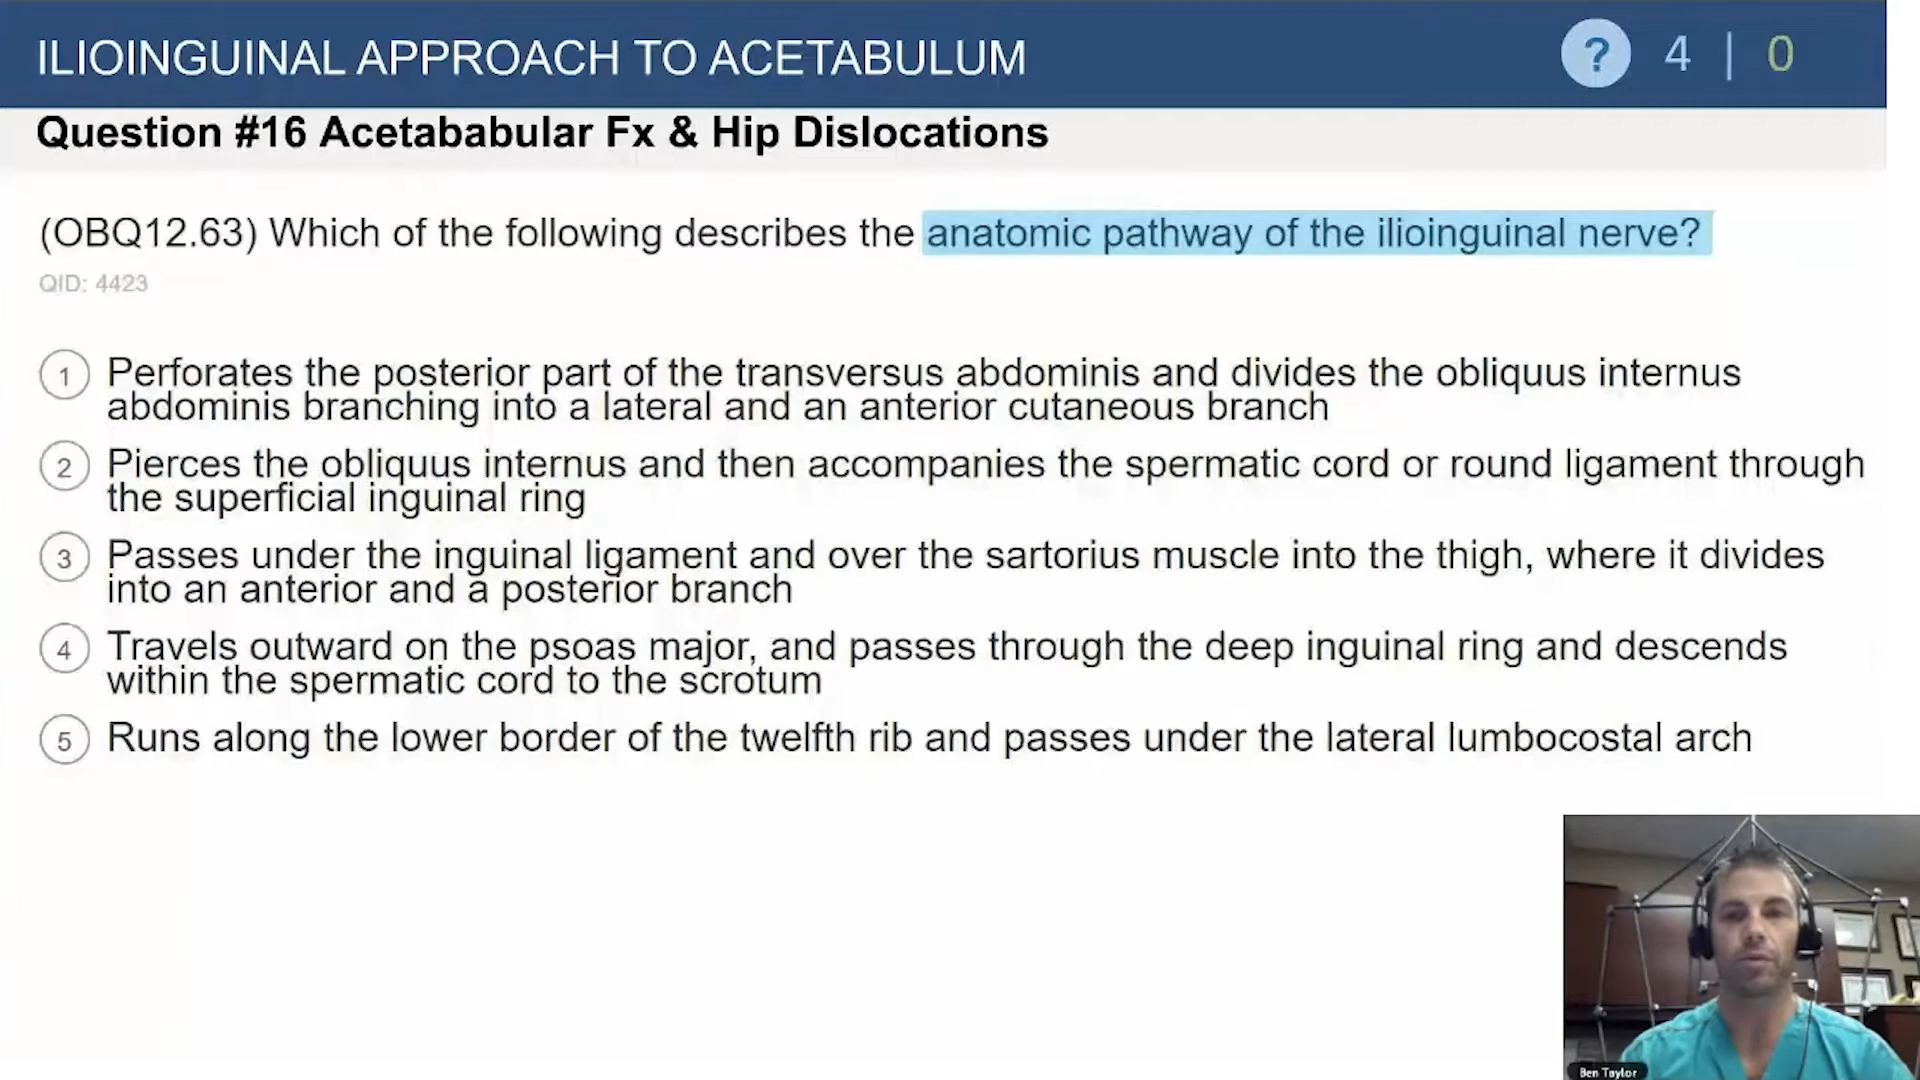 ILIOINGUINAL APPROACH TO ACETABULUM
? 4 | 0
Question #16 Acetababular Fx & Hip Dislocations
(OBQ12.63) Which of the following describes the anatomic pathway of the ilioinguinal nerve?
QID: 4423
1 Perforates the posterior part of the transversus abdominis and divides the obliquus internus
abdominis branching into a lateral and an anterior cutaneous branch
2 Pierces the obliquus internus and then accompanies the spermatic cord or round ligament through
the superficial inguinal ring
3 Passes under the inguinal ligament and over the sartorius muscle into the thigh, where it divides
into an anterior and a posterior branch
4 Travels outward on the psoas major, and passes through the deep inguinal ring and descends
within the spermatic cord to the scrotum
5 Runs along the lower border of the twelfth rib and passes under the lateral lumbocostal arch
Ben Taylor